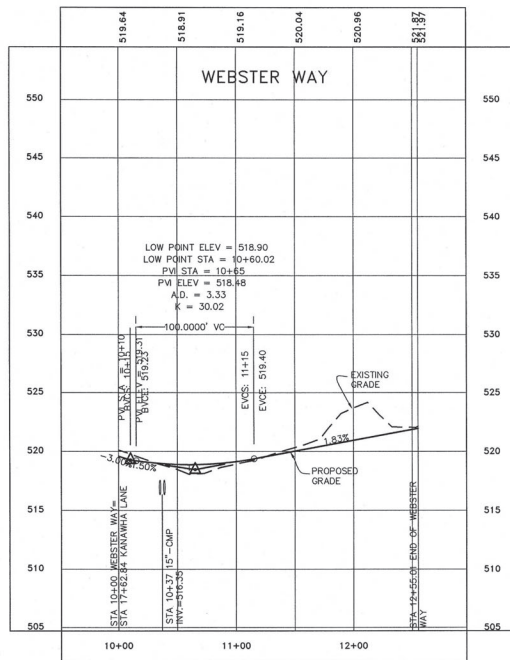 519.64
518.91
519.16
520.04
520.96
521.87
521.97
WEBSTER WAY
550
550
545
545
540
540
LOW POINT ELEV = 518.90
LOW POINT STA = 10+60.02
PVI STA = 10+65
PVI ELEV = 518.48
A.D. = 3.33
K = 30.02
535
535
530
530
100.0000' VC
PVI STA = 10+10
BVCS: 10+15
PVI ELEV = 519.31
BVCE: 519.23
EVCS: 11+15
EVCE: 519.40
525
525
EXISTING
GRADE
520
520
-3.00%
-1.50%
1.83%
PROPOSED
GRADE
515
515
510
510
505
505
STA 10+00 WEBSTER WAY=
STA 17+62.84 KANAWHA LANE
STA 10+37 15"-CMP
INV.=516.35
STA 12+55.01 END OF WEBSTER
WAY
10+00
11+00
12+00